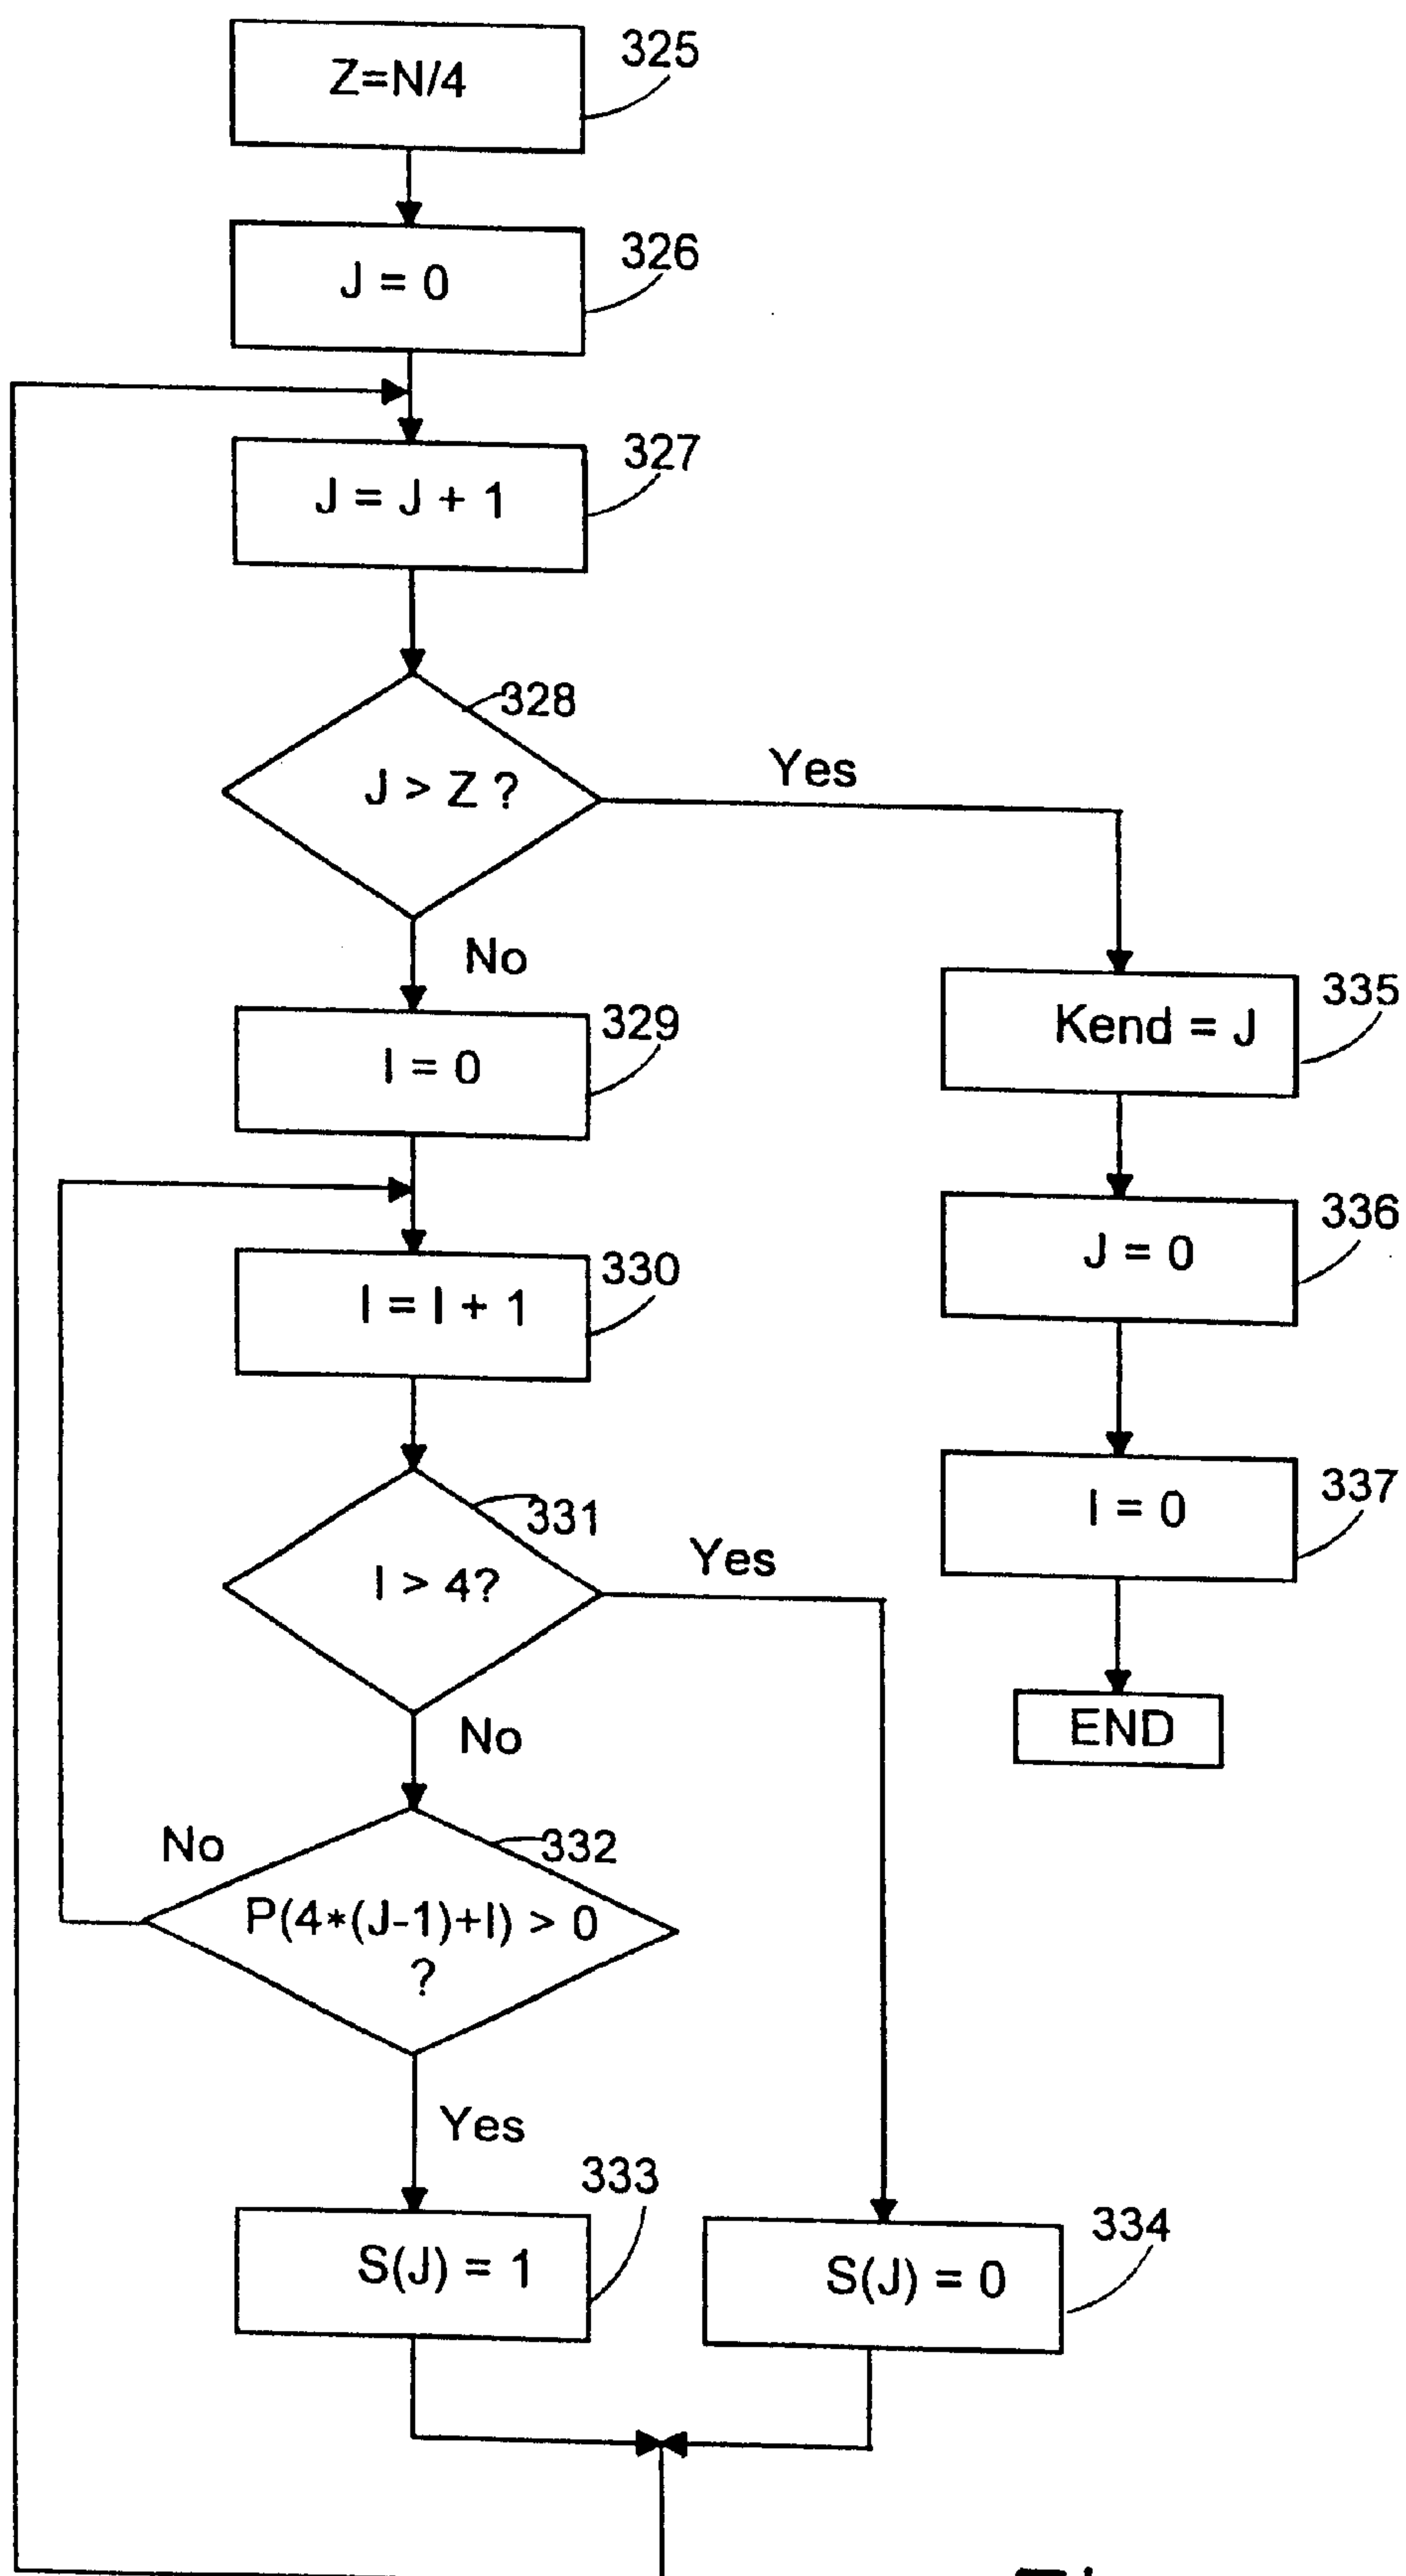 Z=N/4
325
J = 0
326
J = J + 1
327
328
J > Z ?
Yes
No
I = 0
329
Kend = J
335
J = 0
336
I = I + 1
330
I = 0
337
331
I > 4?
Yes
No
END
No
332
P(4*(J-1)+I) > 0
?
Yes
333
S(J) = 1
334
S(J) = 0